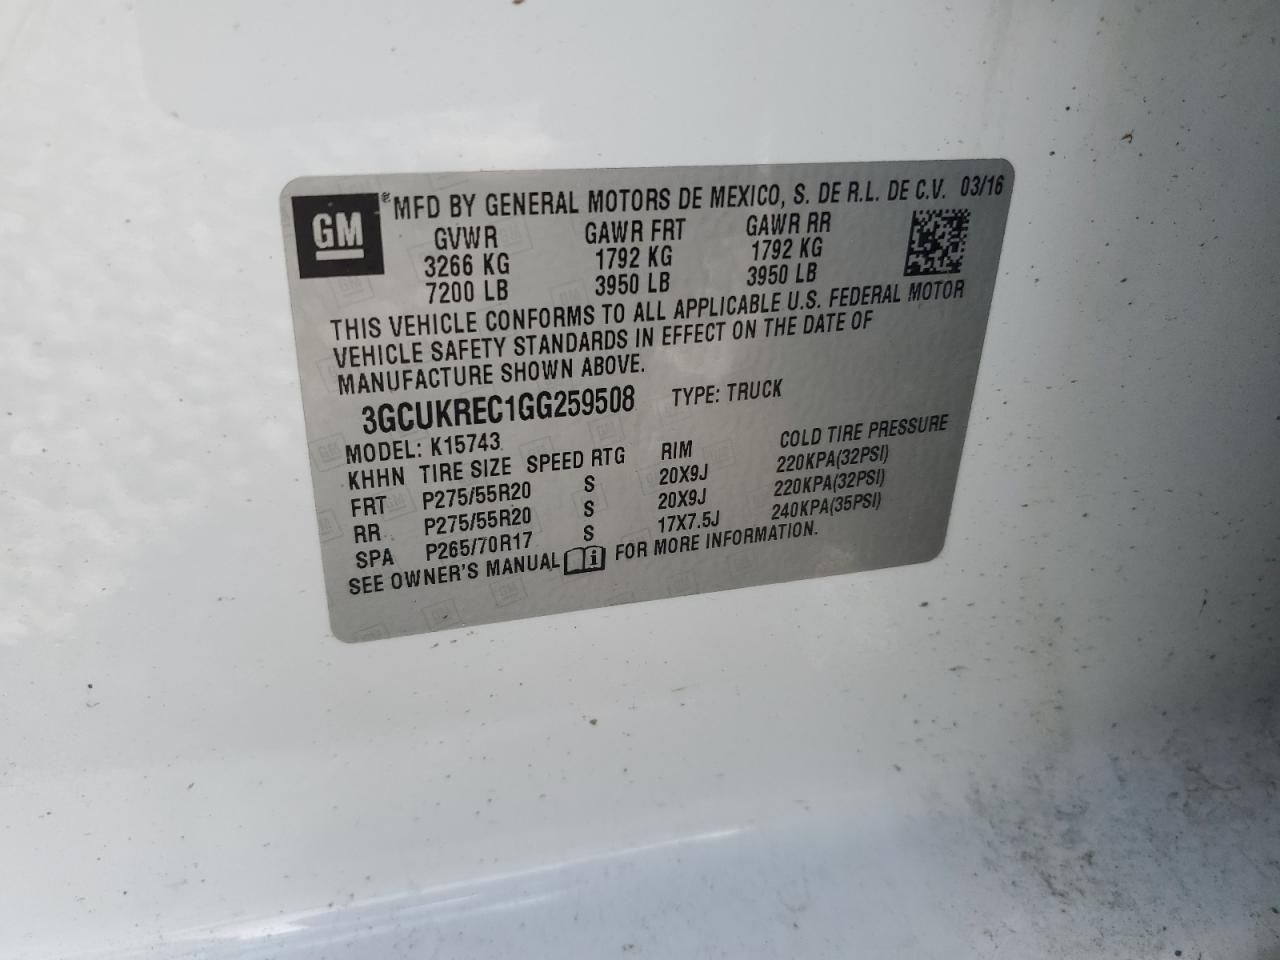 GM
® MFD BY GENERAL MOTORS DE MEXICO, S. DE R.L. DE C.V. 03/16
GVWR GAWR FRT GAWR RR
3266 KG 1792 KG 1792 KG
7200 LB 3950 LB 3950 LB
THIS VEHICLE CONFORMS TO ALL APPLICABLE U.S. FEDERAL MOTOR
VEHICLE SAFETY STANDARDS IN EFFECT ON THE DATE OF
MANUFACTURE SHOWN ABOVE.
3GCUKREC1GG259508 TYPE: TRUCK
MODEL: K15743
KHHN TIRE SIZE SPEED RTG RIM COLD TIRE PRESSURE
FRT P275/55R20 S 20X9J 220KPA(32PSI)
RR P275/55R20 S 20X9J 220KPA(32PSI)
SPA P265/70R17 S 17X7.5J 240KPA(35PSI)
SEE OWNER'S MANUAL FOR MORE INFORMATION.